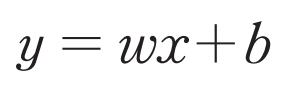 y = wx+b